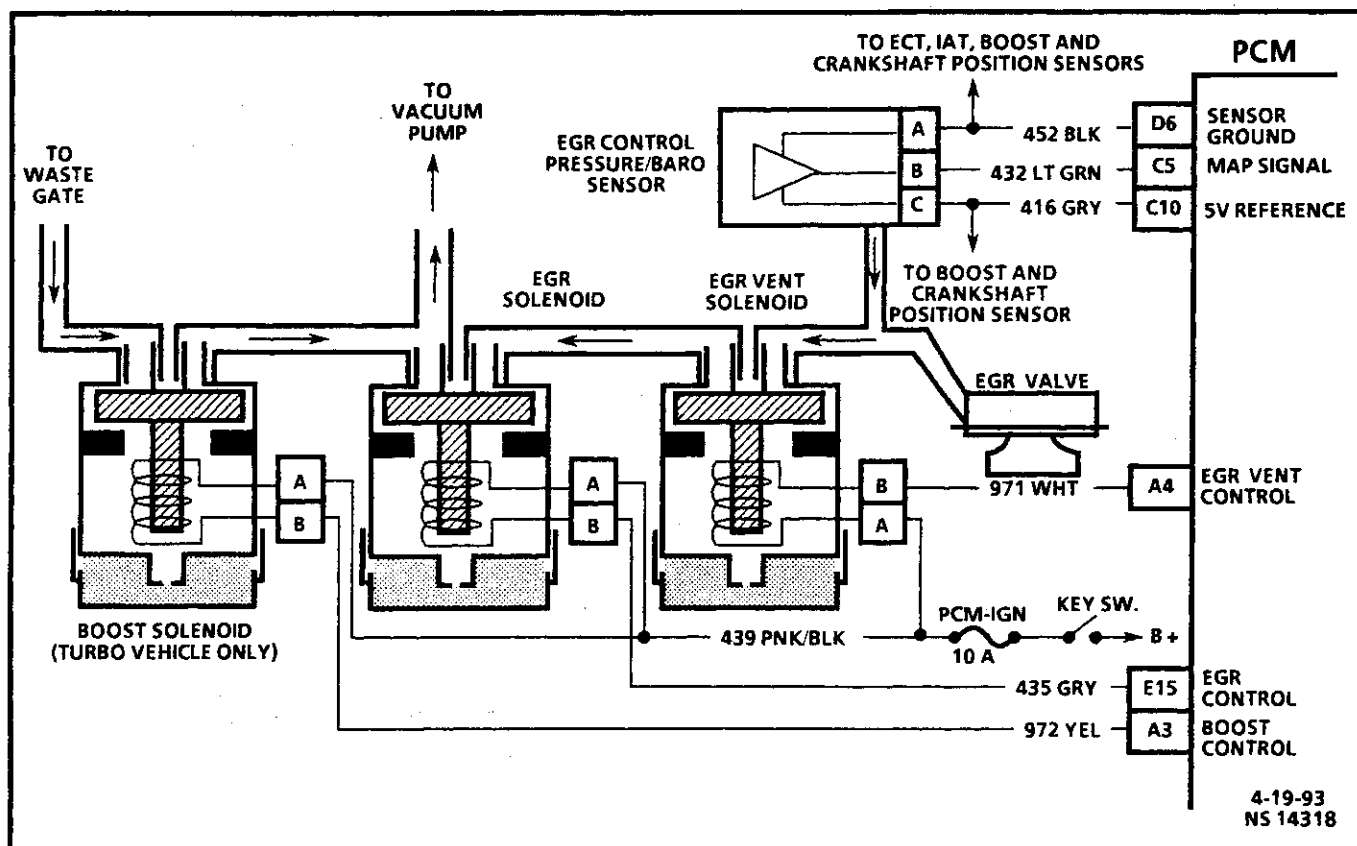 TO ECT, IAT, BOOST AND
CRANKSHAFT POSITION SENSORS
PCM
TO
VACUUM
PUMP
TO
WASTE
GATE
EGR CONTROL
PRESSURE/BARO
SENSOR
A
452 BLK
D6
SENSOR
GROUND
B
432 LT GRN
C5
MAP SIGNAL
C
416 GRY
C10
5V REFERENCE
TO BOOST AND
CRANKSHAFT
POSITION SENSOR
EGR
SOLENOID
EGR VENT
SOLENOID
EGR VALVE
A
B
A
B
B
A
971 WHT
A4
EGR VENT
CONTROL
BOOST SOLENOID
(TURBO VEHICLE ONLY)
439 PNK/BLK
PCM-IGN
10 A
KEY SW.
B +
435 GRY
E15
EGR
CONTROL
972 YEL
A3
BOOST
CONTROL
4-19-93
NS 14318